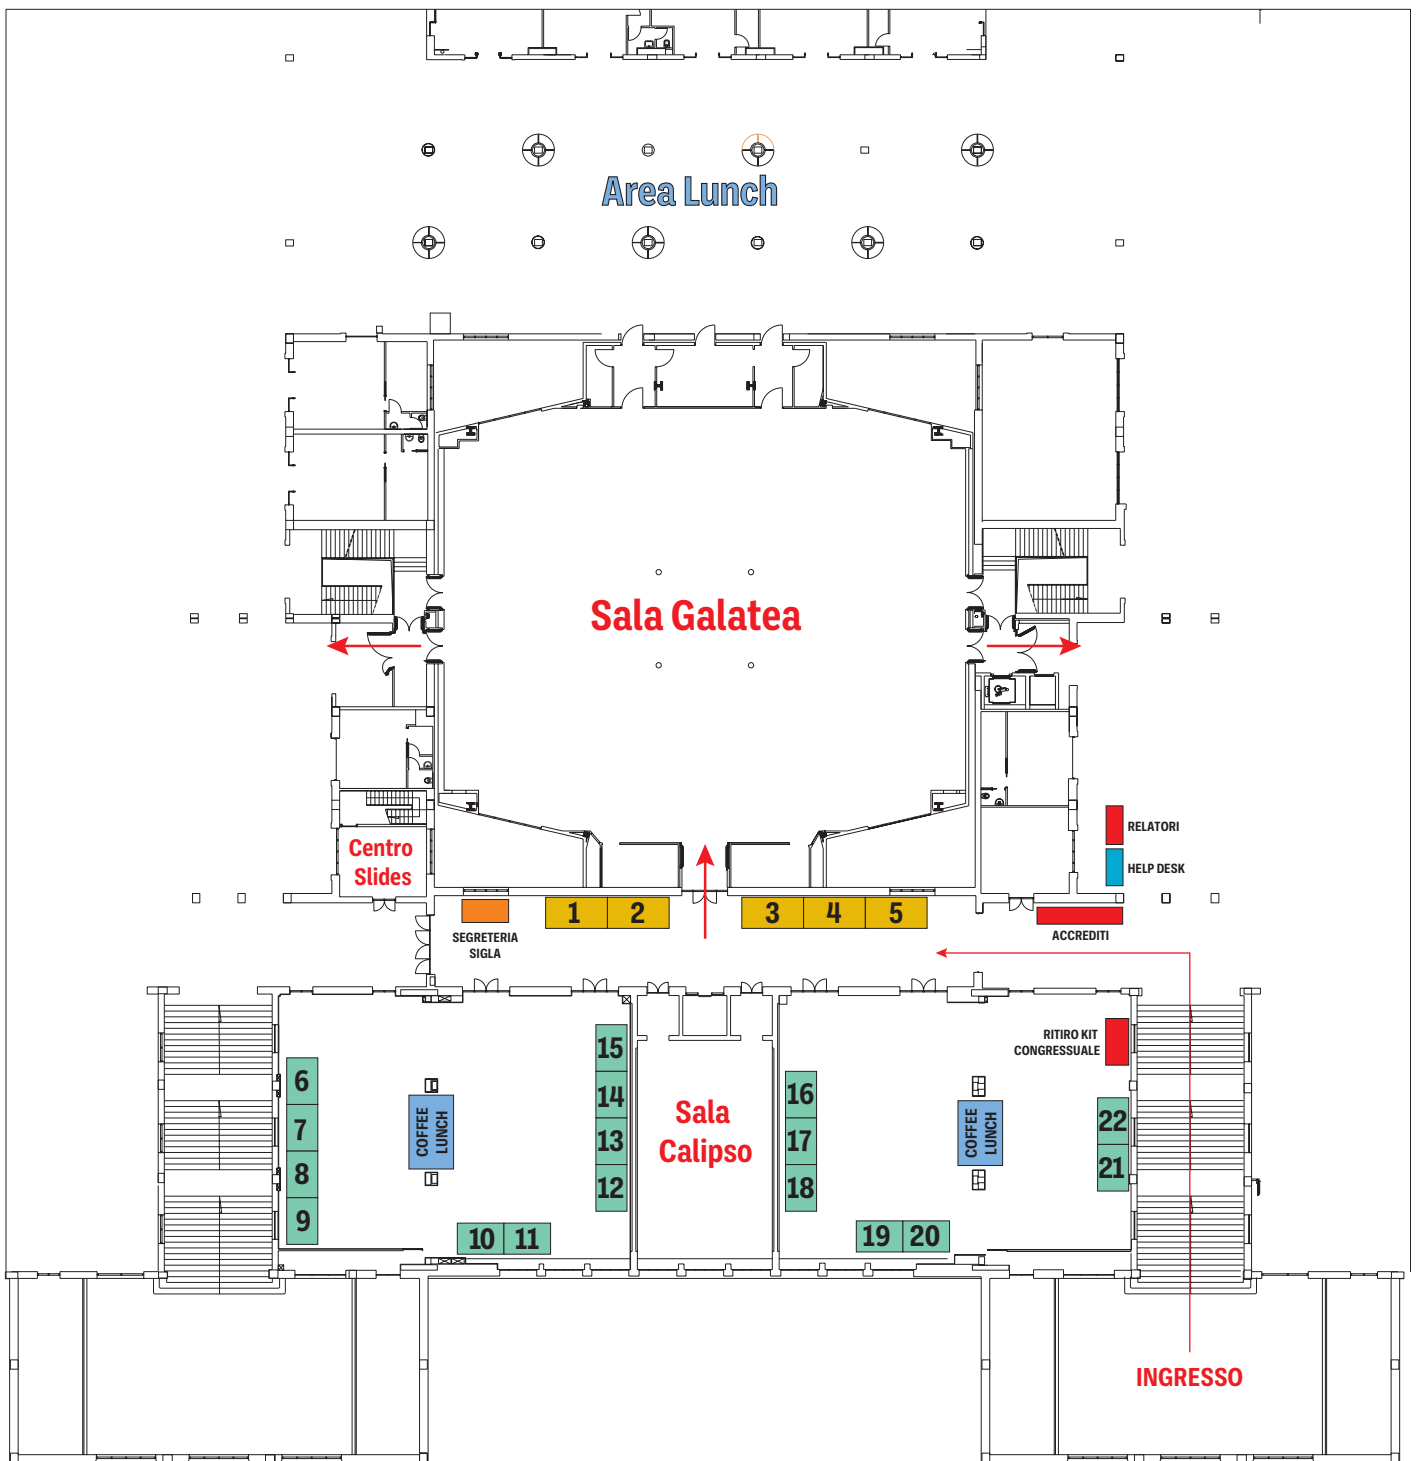 Area Lunch
Sala Galatea
Centro
Slides
RELATORI
HELP DESK
1
2
3
4
5
ACCREDITI
SEGRETERIA
SIGLA
RITIRO KIT
CONGRESSUALE
6
7
8
9
10
11
12
13
14
15
COFFEE
LUNCH
Sala
Calipso
16
17
18
19
20
21
22
COFFEE
LUNCH
INGRESSO